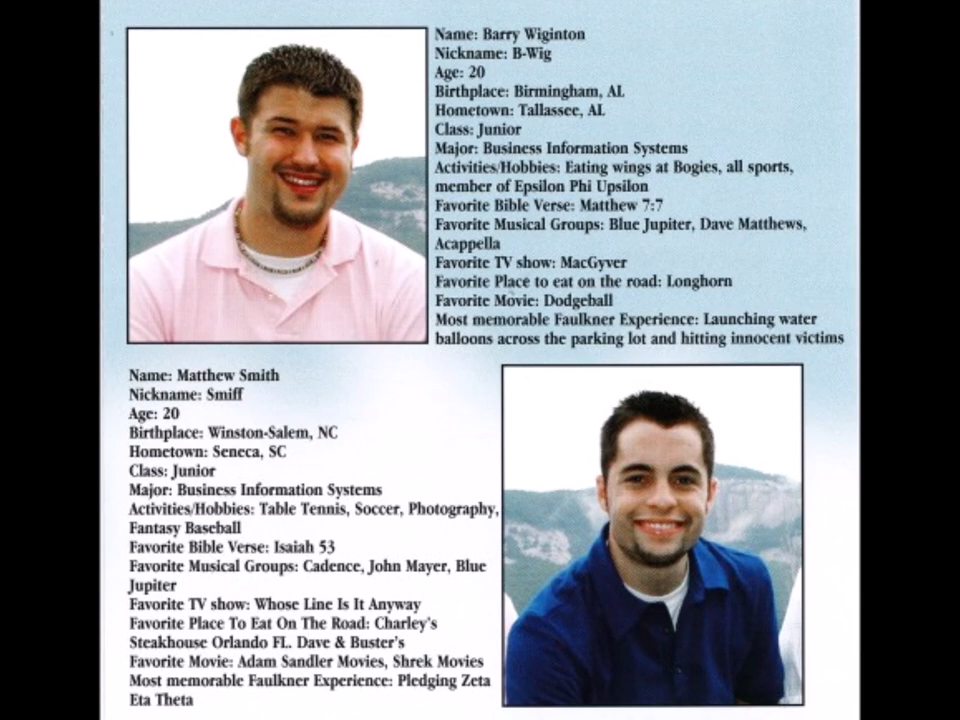 Name: Barry Wiginton
Nickname: B-Wig
Age: 20
Birthplace: Birmingham, AL
Hometown: Tallassee, AL
Class: Junior
Major: Business Information Systems
Activities/Hobbies: Eating wings at Bogies, all sports,
member of Epsilon Phi Upsilon
Favorite Bible Verse: Matthew 7:7
Favorite Musical Groups: Blue Jupiter, Dave Matthews,
Acappella
Favorite TV show: MacGyver
Favorite Place to eat on the road: Longhorn
Favorite Movie: Dodgeball
Most memorable Faulkner Experience: Launching water
balloons across the parking lot and hitting innocent victims
Name: Matthew Smith
Nickname: Smiff
Age: 20
Birthplace: Winston-Salem, NC
Hometown: Seneca, SC
Class: Junior
Major: Business Information Systems
Activities/Hobbies: Table Tennis, Soccer, Photography,
Fantasy Baseball
Favorite Bible Verse: Isaiah 53
Favorite Musical Groups: Cadence, John Mayer, Blue
Jupiter
Favorite TV show: Whose Line Is It Anyway
Favorite Place To Eat On The Road: Charley's
Steakhouse Orlando FL. Dave & Buster's
Favorite Movie: Adam Sandler Movies, Shrek Movies
Most memorable Faulkner Experience: Pledging Zeta
Eta Theta